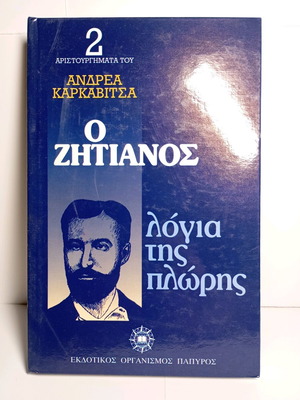 2
ΑΡΙΣΤΟΥΡΓΗΜΑΤΑ ΤΟΥ
ΑΝΔΡΕΑ
ΚΑΡΚΑΒΙΤΣΑ
Ο
ΖΗΤΙΑΝΟΣ
λόγια
της
πλώρης
ΕΚΔΟΤΙΚΟΣ ΟΡΓΑΝΙΣΜΟΣ ΠΑΠΥΡΟΣ